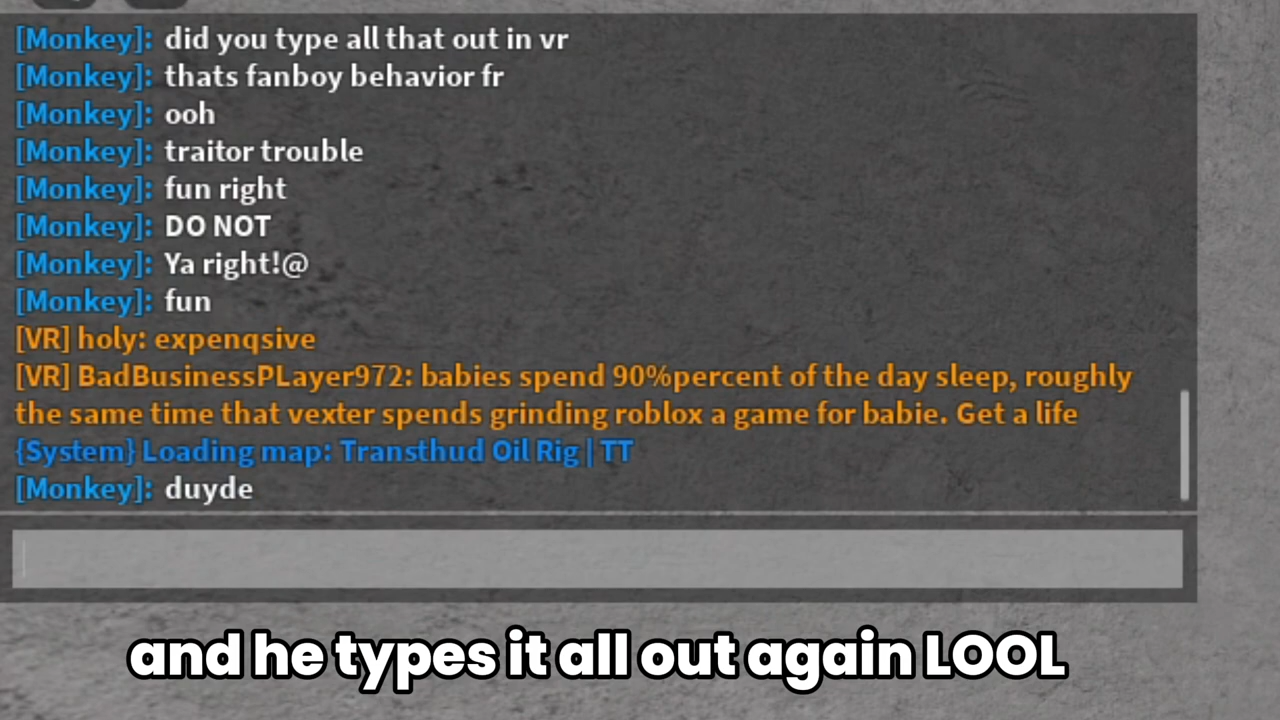 [Monkey]: did you type all that out in vr
[Monkey]: thats fanboy behavior fr
[Monkey]: ooh
[Monkey]: traitor trouble
[Monkey]: fun right
[Monkey]: DO NOT
[Monkey]: Ya right!@
[Monkey]: fun
[VR] holy: expenqsive
[VR] BadBusinessPLayer972: babies spend 90%percent of the day sleep, roughly
the same time that vexter spends grinding roblox a game for babie. Get a life
{System} Loading map: Transthud Oil Rig | TT
[Monkey]: duyde
and he types it all out again LOOL